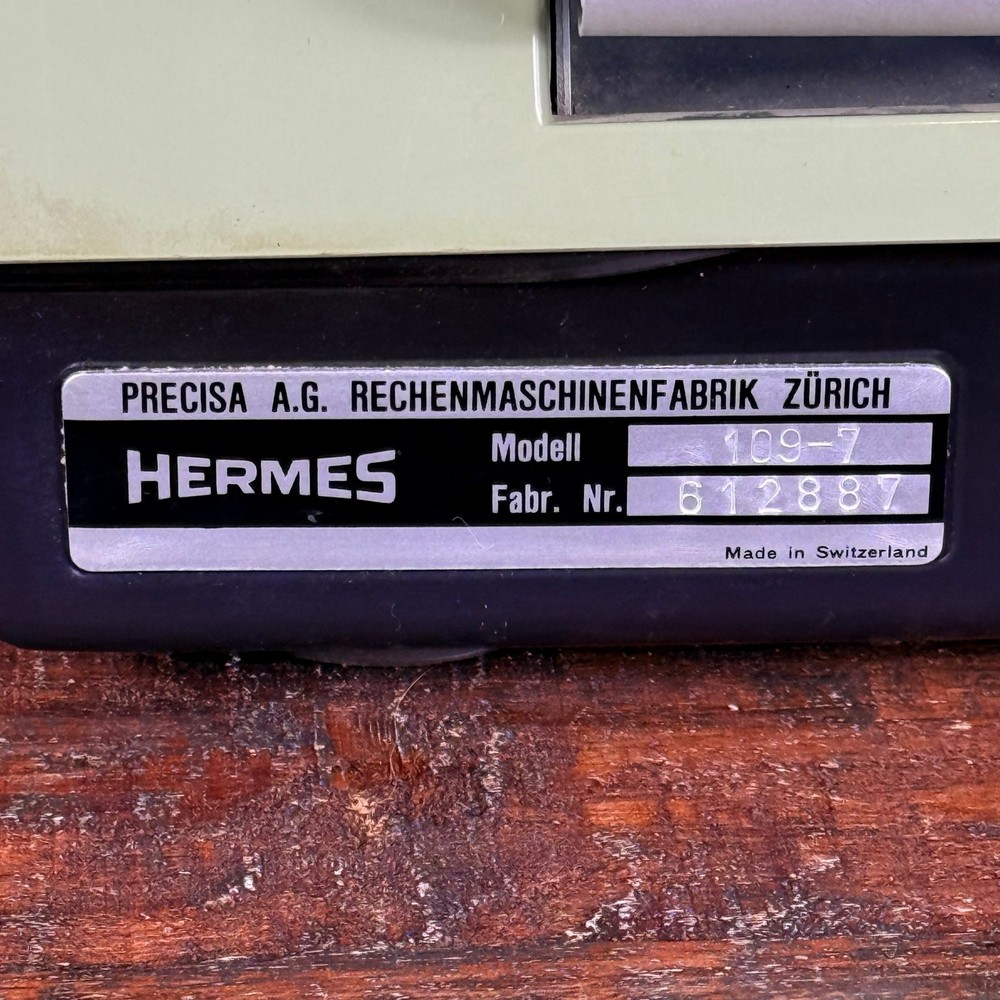 PRECISA A.G. RECHENMASCHINENFABRIK ZÜRICH
HERMES
Modell 109-7
Fabr. Nr. 612887
Made in Switzerland